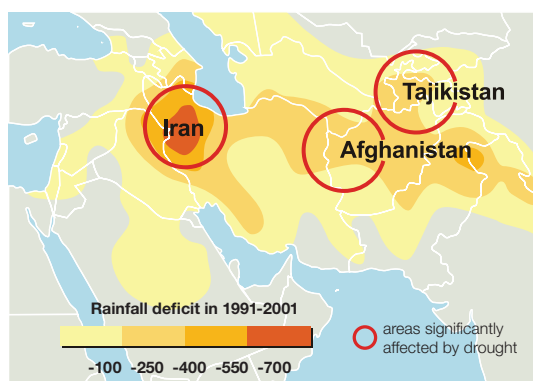 Tajikistan
Iran
Afghanistan
Rainfall deficit in 1991-2001
-100 -250 -400 -550 -700
areas significantly
affected by drought